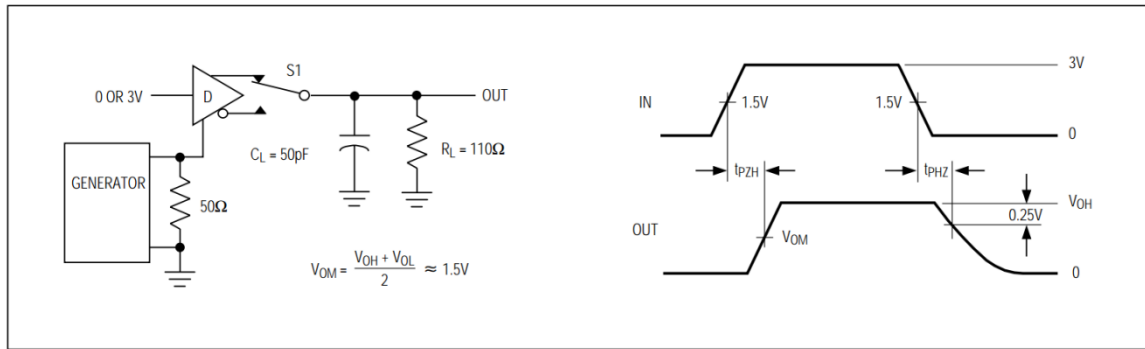 S1
0 OR 3V
D
OUT
GENERATOR
50Ω
CL = 50pF
RL = 110Ω
VOM = VOH + VOL / 2 ≈ 1.5V
3V
IN
1.5V
1.5V
0
tPZH
tPHZ
VOH
0.25V
OUT
VOM
0